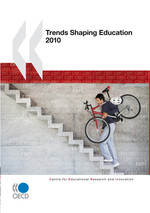 Trends Shaping Education
2010
Centre for Educational Research and Innovation
OECD